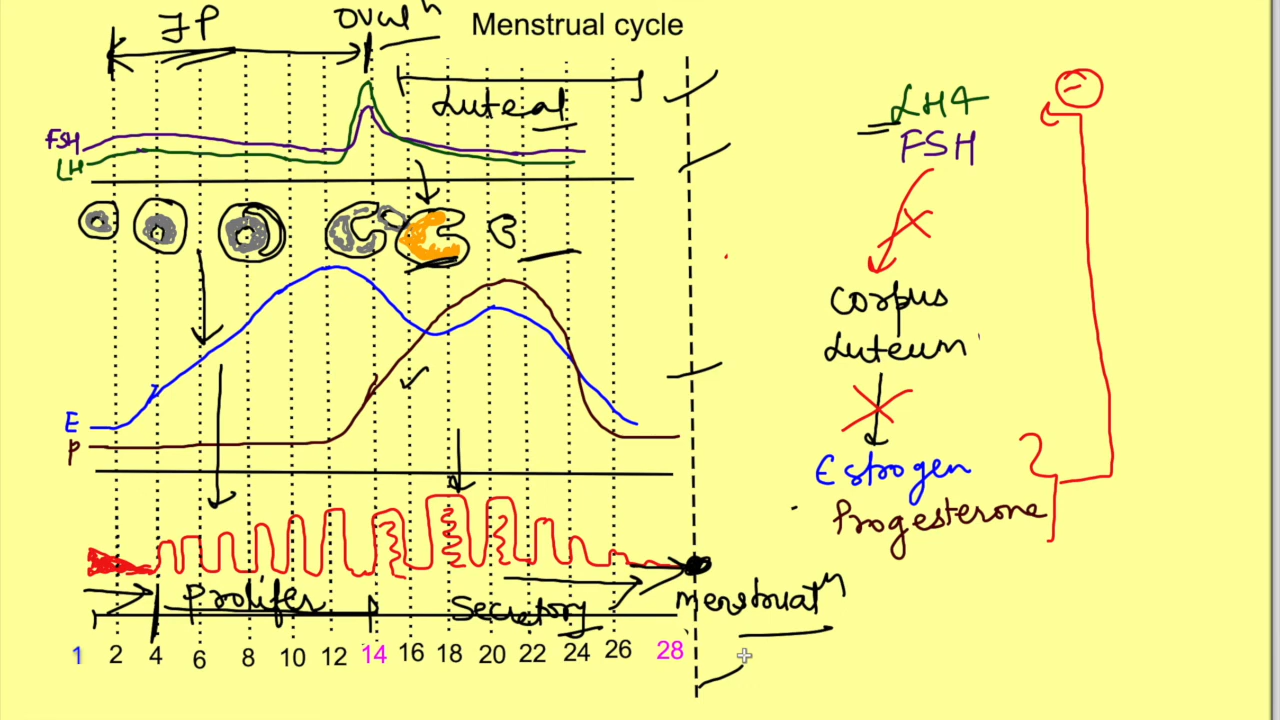 FP
Ovulⁿ
Menstrual cycle
Luteal
FSH
LH
LH
FSH
Corpus
Luteum
Estrogen
Progesterone
E
P
Prolifer
Secretory
menstruatⁿ
1 2 4 6 8 10 12 14 16 18 20 22 24 26 28